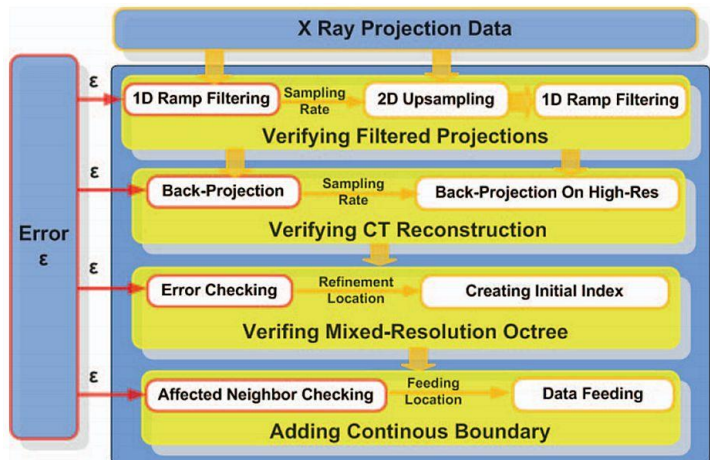 X Ray Projection Data
Error
ε
ε
1D Ramp Filtering
Sampling
Rate
2D Upsampling
1D Ramp Filtering
Verifying Filtered Projections
ε
Back-Projection
Sampling
Rate
Back-Projection On High-Res
Verifying CT Reconstruction
ε
Error Checking
Refinement
Location
Creating Initial Index
Verifing Mixed-Resolution Octree
ε
Affected Neighbor Checking
Feeding
Location
Data Feeding
Adding Continous Boundary